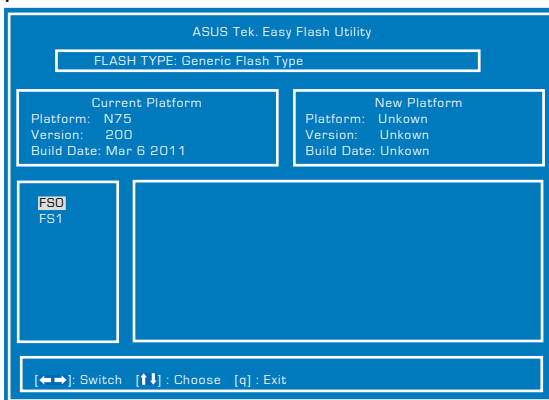 ASUS Tek. Easy Flash Utility
FLASH TYPE: Generic Flash Type
Current Platform
Platform: N75
Version: 200
Build Date: Mar 6 2011
New Platform
Platform: Unkown
Version: Unkown
Build Date: Unkown
FS0
FS1
[⬅➡]: Switch [⬆⬇] : Choose [q] : Exit